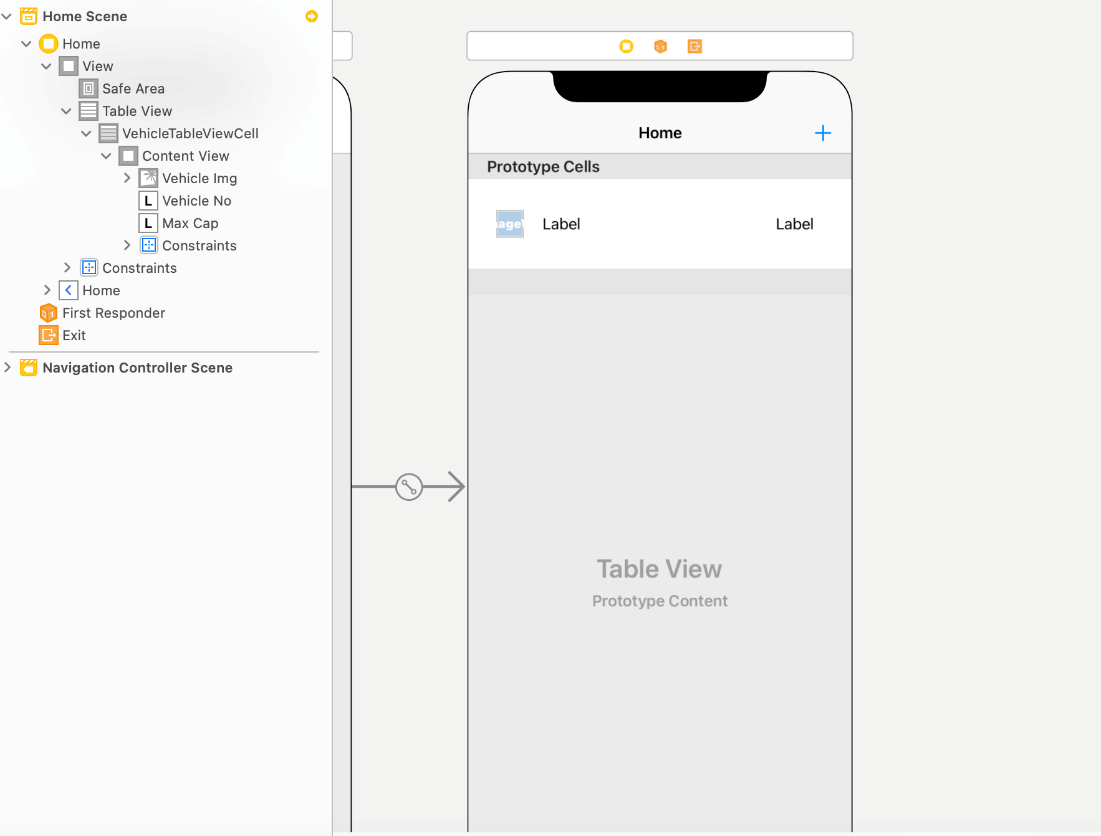 Home Scene
Home
View
Safe Area
Table View
VehicleTableViewCell
Content View
Vehicle Img
L Vehicle No
L Max Cap
Constraints
Constraints
Home
First Responder
Exit
Navigation Controller Scene
Home
Prototype Cells
Label
Label
Table View
Prototype Content